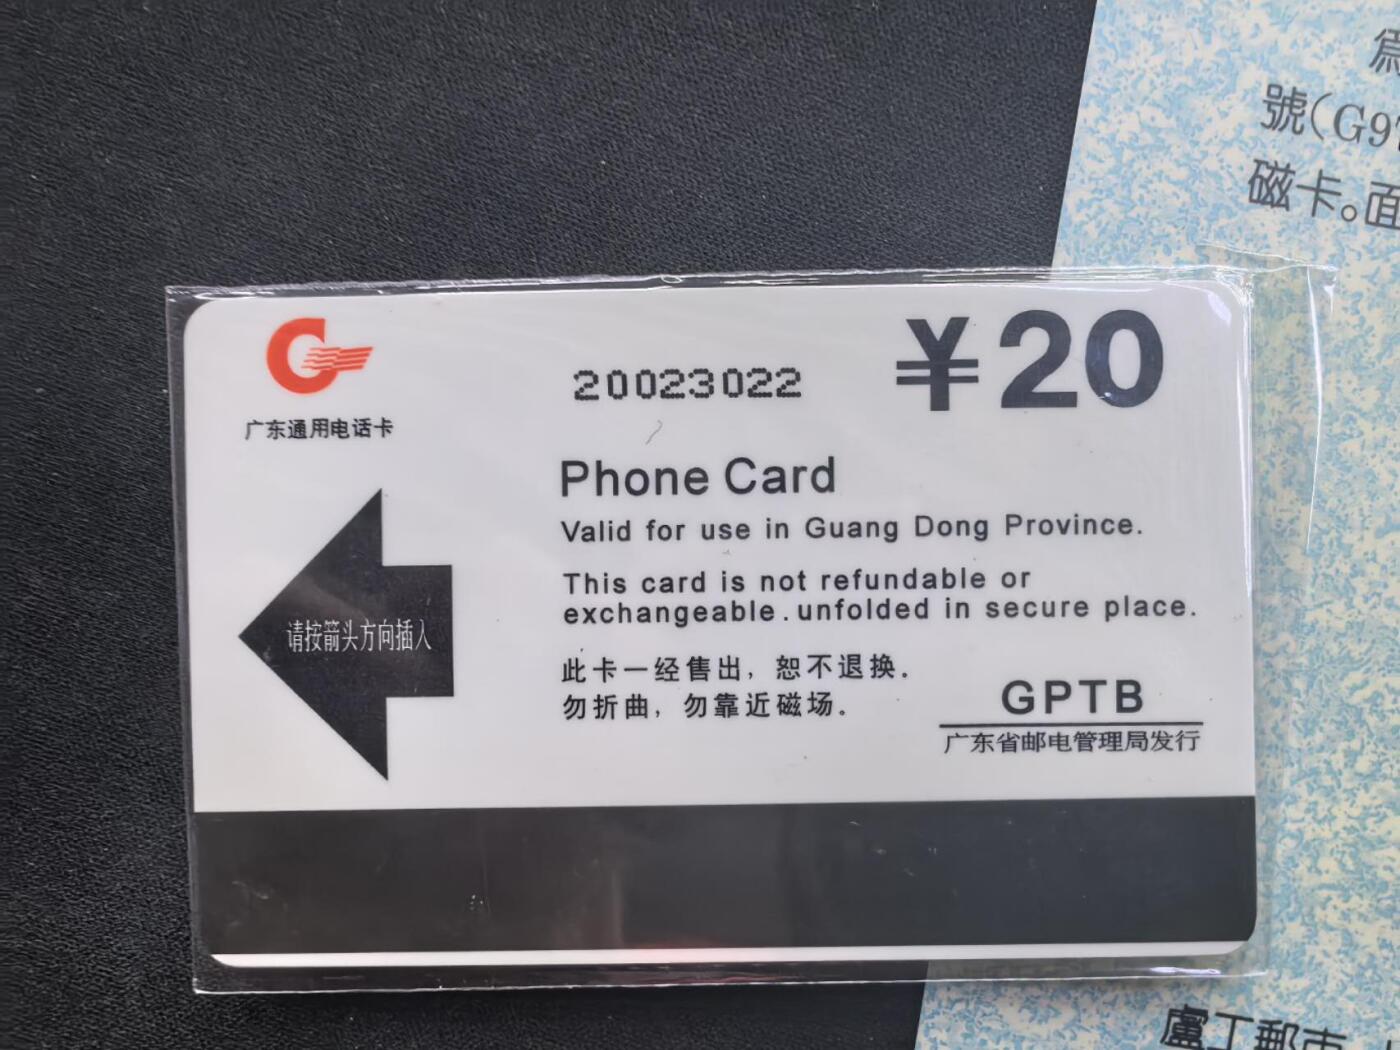 號(G97
磁卡。面
广东通用电话卡
20023022
¥20
Phone Card
Valid for use in Guang Dong Province.
This card is not refundable or
exchangeable.unfolded in secure place.
请按箭头方向插入
此卡一经售出，恕不退换。
勿折曲，勿靠近磁场。
GPTB
广东省邮电管理局发行